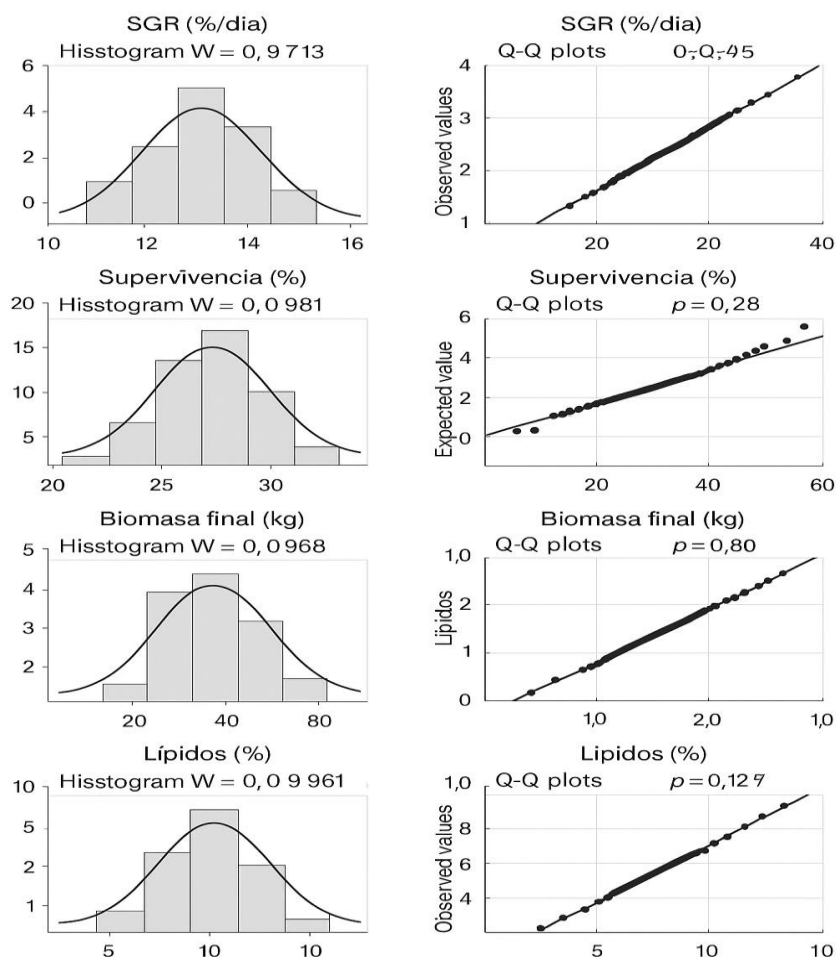 SGR (%/dia)
Hisstogram W = 0,9 713
6
4
2
0
10 12 14 16
SGR (%/dia)
Q-Q plots
Observed values
4
3
2
1
20 20 40
Supervivencia (%)
Hisstogram W = 0,0 981
20
15
10
5
20 25 30
Supervivencia (%)
Q-Q plots p = 0,28
Expected value
6
4
2
0
20 40 60
Biomasa final (kg)
Hisstogram W = 0,0 968
5
4
3
2
20 40 80
Biomasa final (kg)
Q-Q plots p = 0,80
Lipidos
1,0
2
1
0
1,0 2,0 1,0
Lípidos (%)
Hisstogram W = 0,0 9 961
10
5
2
1
5 10 10
Lipidos (%)
Q-Q plots
Observed values
1,0
8
6
4
5 10 10